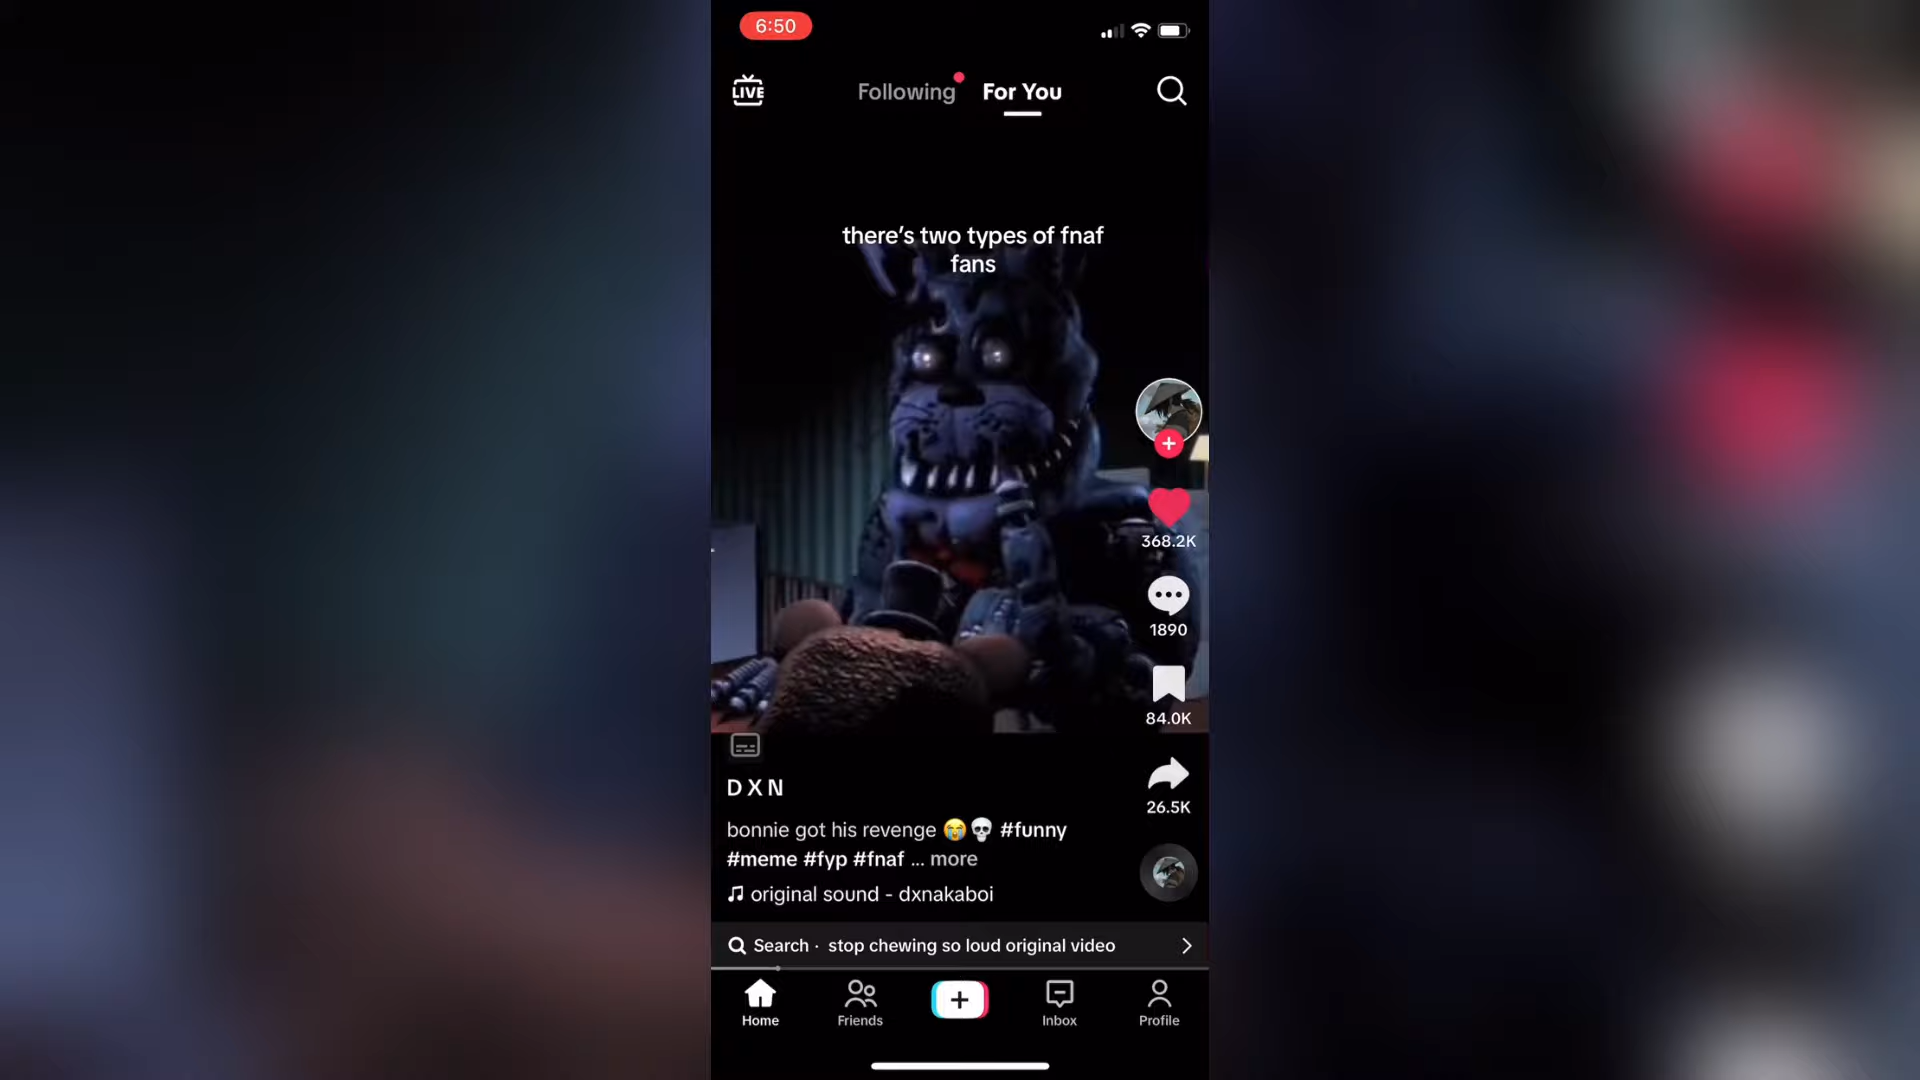 6:50
LIVE
Following
For You
there's two types of fnaf
fans
368.2K
1890
84.0K
26.5K
D X N
bonnie got his revenge 😭💀 #funny
#meme #fyp #fnaf ... more
original sound - dxnakaboi
Search · stop chewing so loud original video
Home
Friends
Inbox
Profile